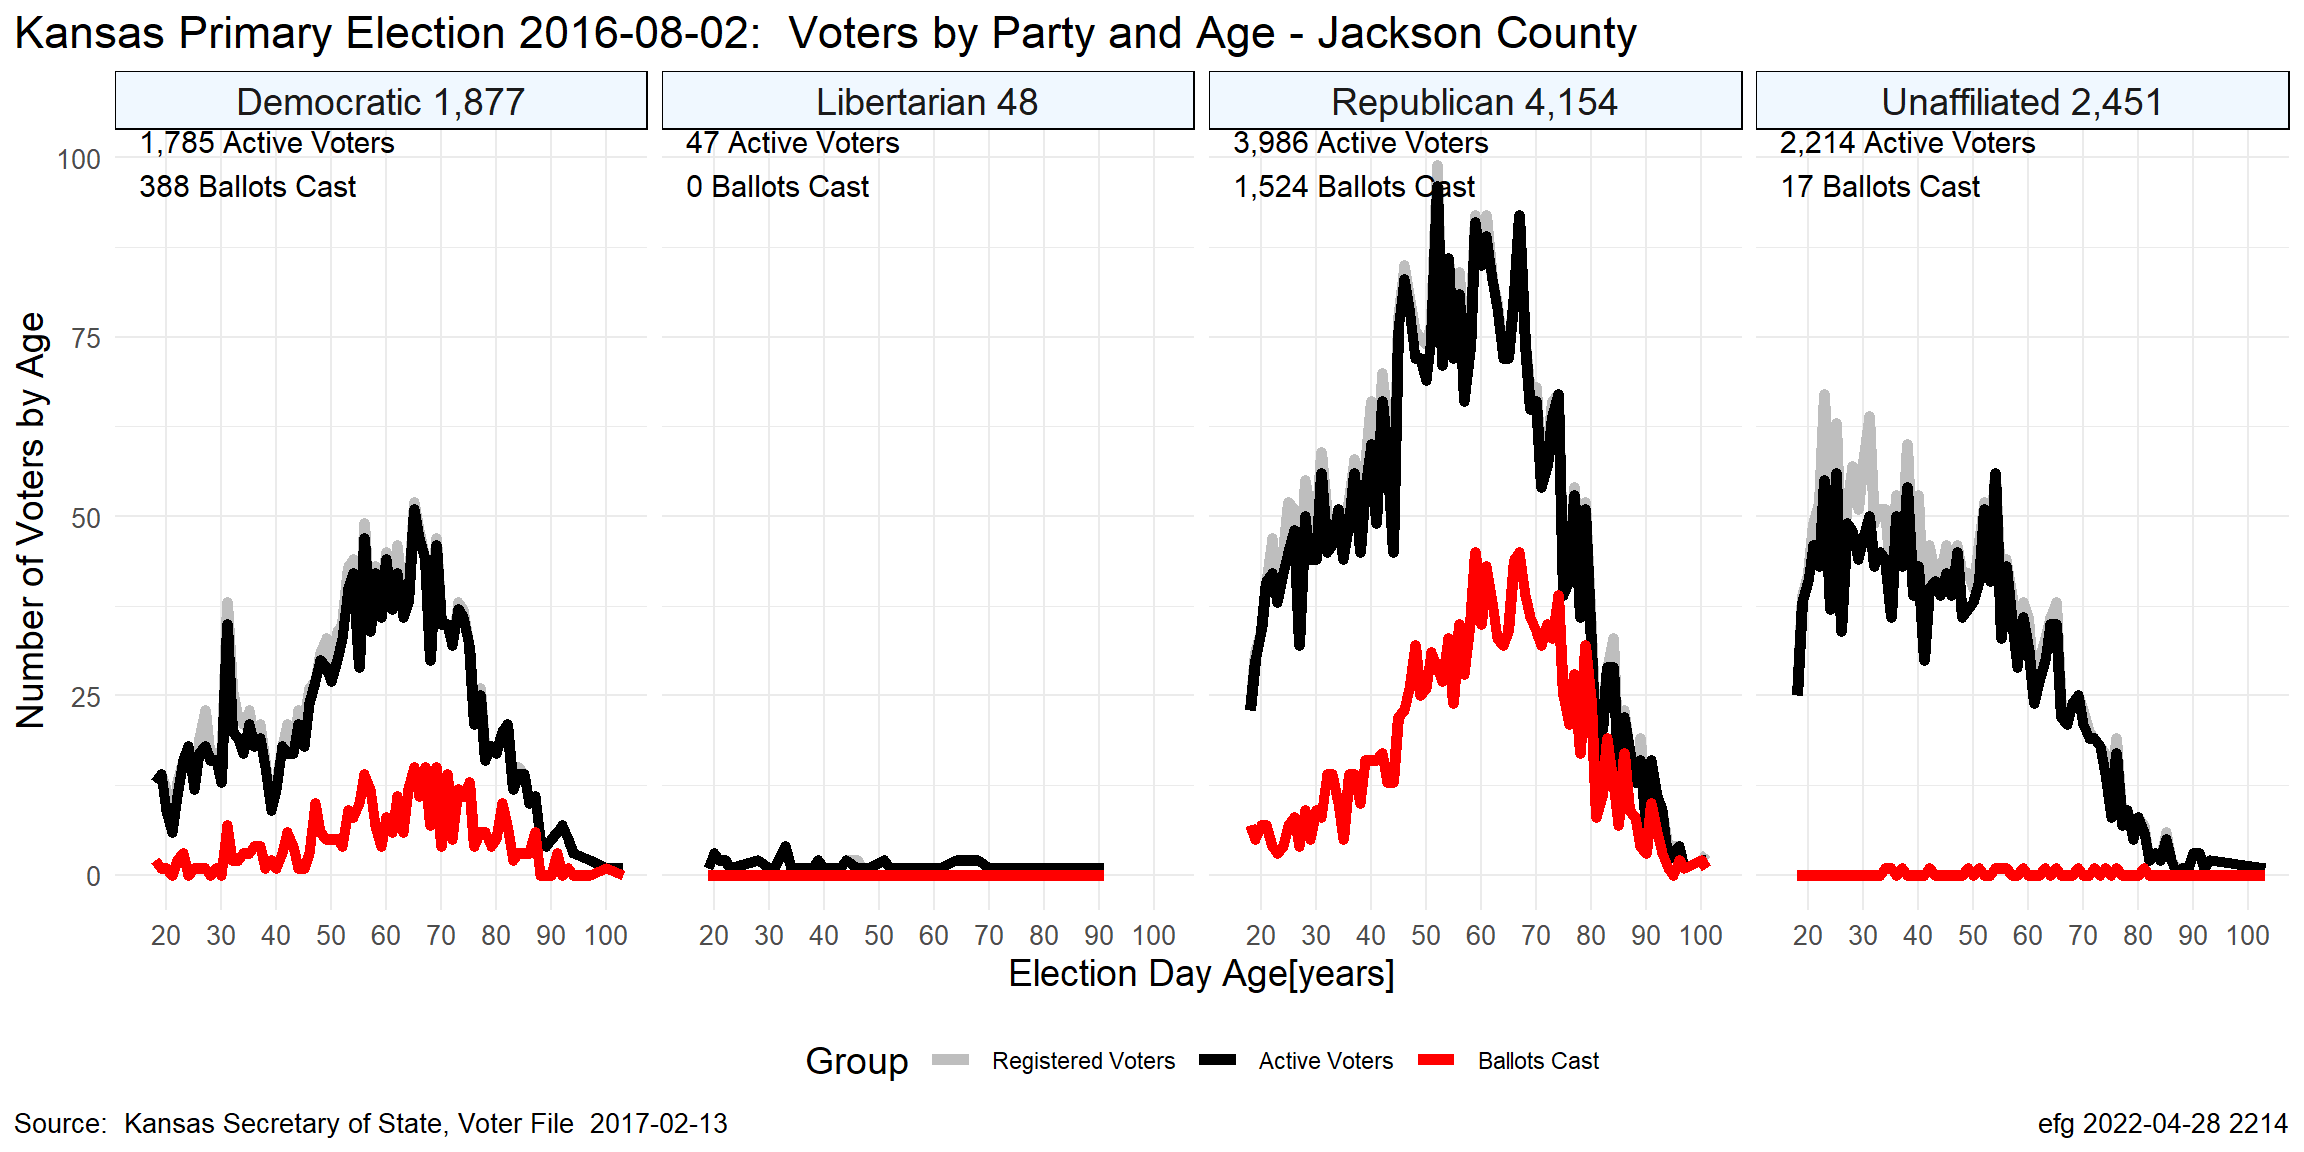 Kansas Primary Election 2016-08-02:  Voters by Party and Age - Jackson County
Democratic 1,877
Libertarian 48
Republican 4,154
Unaffiliated 2,451
1,785 Active Voters
388 Ballots Cast
47 Active Voters
0 Ballots Cast
3,986 Active Voters
1,524 Ballots Cast
2,214 Active Voters
17 Ballots Cast
Number of Voters by Age
100
75
50
25
0
20 30 40 50 60 70 80 90 100
20 30 40 50 60 70 80 90 100
20 30 40 50 60 70 80 90 100
20 30 40 50 60 70 80 90 100
Election Day Age[years]
Group Registered Voters Active Voters Ballots Cast
Source:  Kansas Secretary of State, Voter File  2017-02-13
efg 2022-04-28 2214